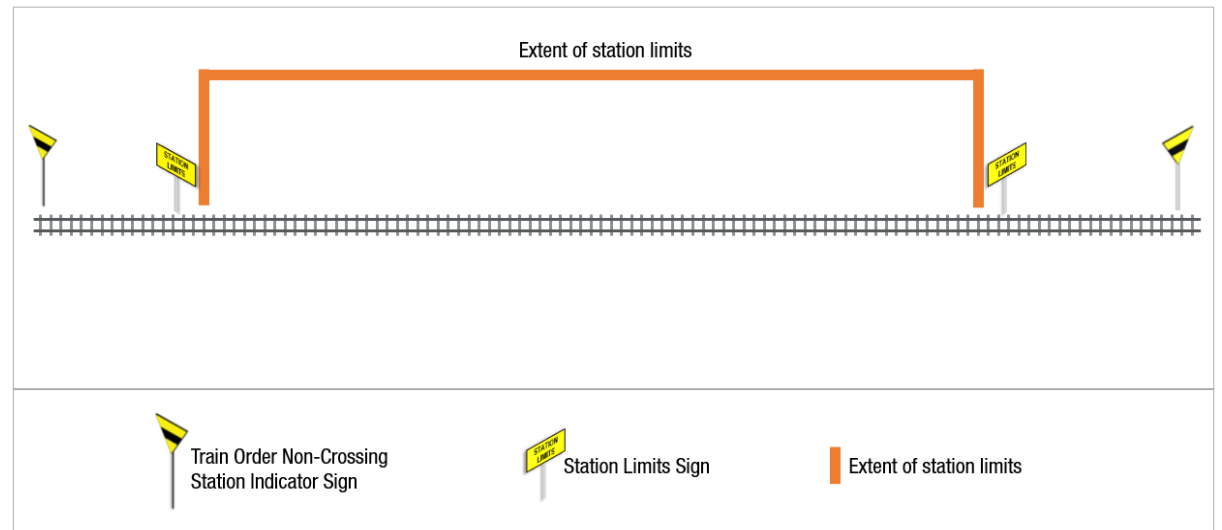 Extent of station limits
STATION
LIMITS
STATION
LIMITS
Train Order Non-Crossing
Station Indicator Sign
STATION
LIMITS
Station Limits Sign
Extent of station limits